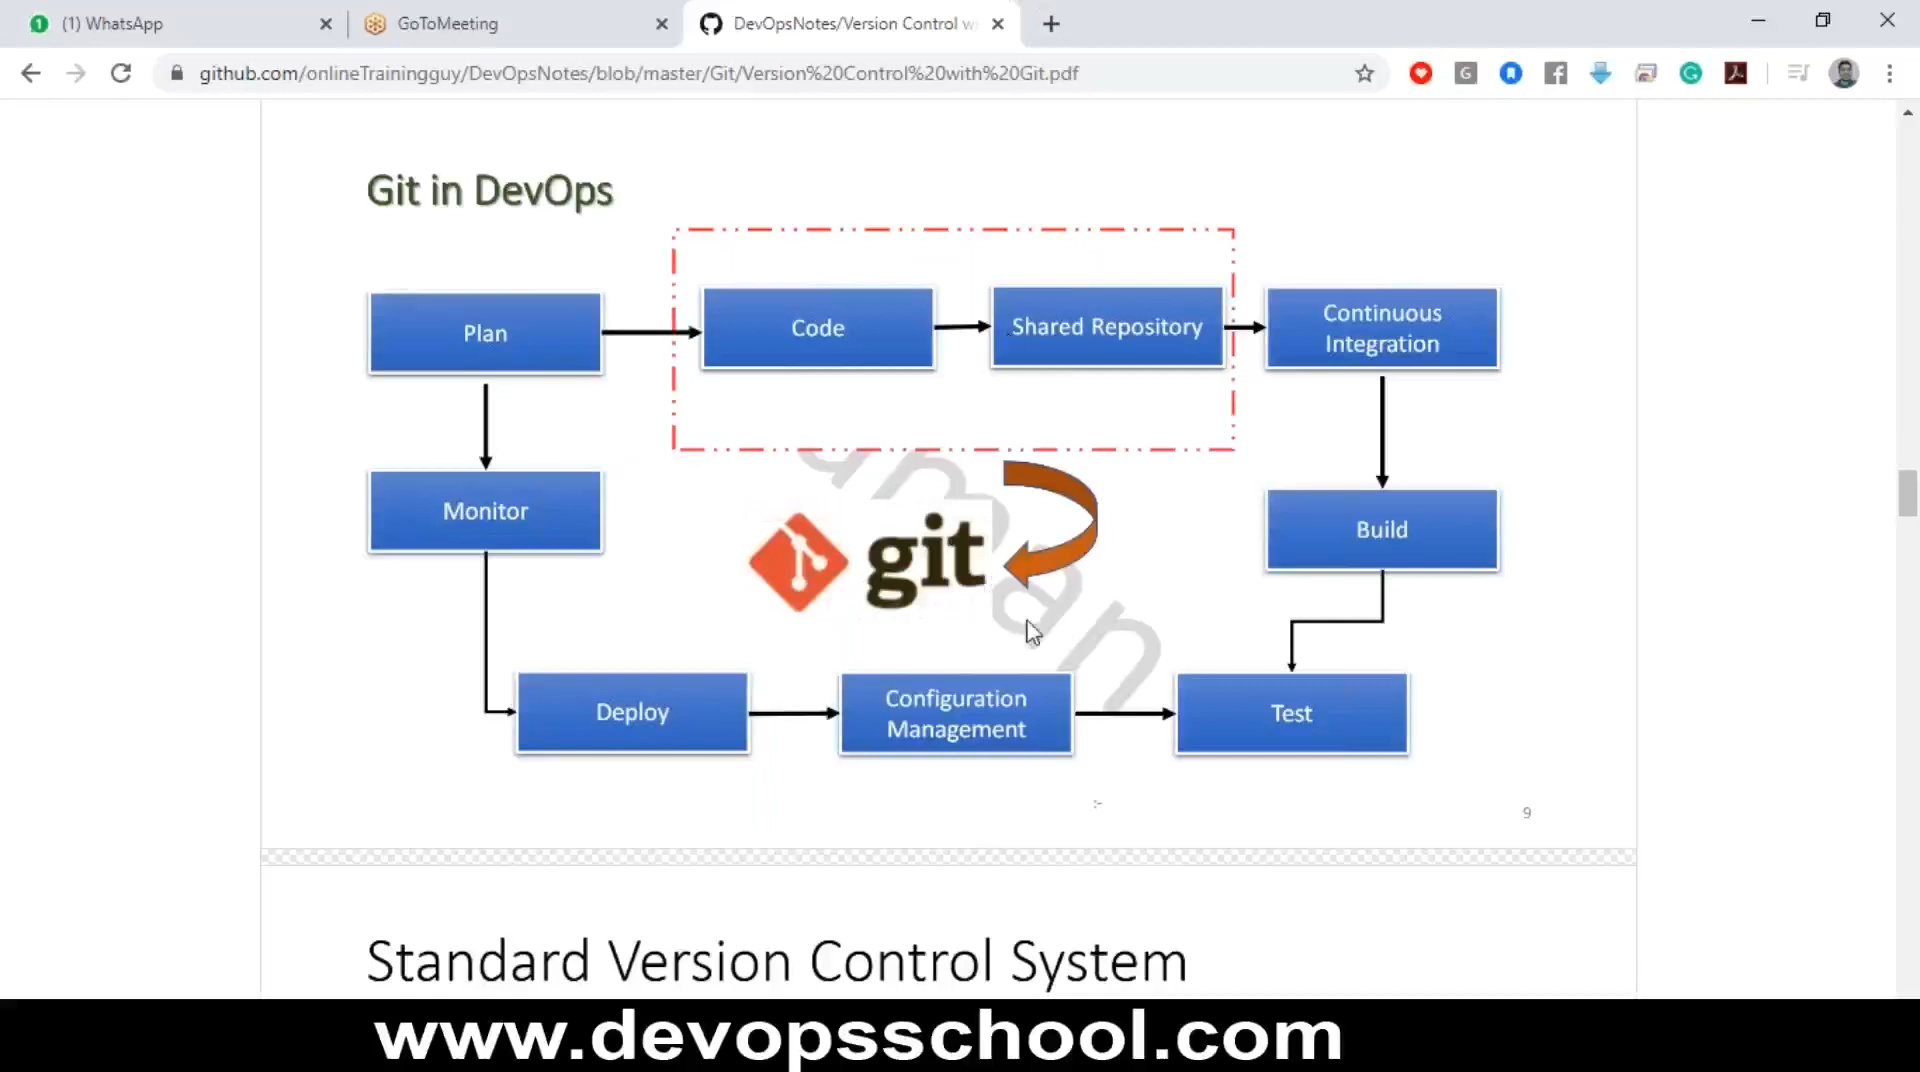 (1) WhatsApp
GoToMeeting
DevOpsNotes/Version Control w
github.com/onlineTrainingguy/DevOpsNotes/blob/master/Git/Version%20Control%20with%20Git.pdf
Git in DevOps
Plan
Code
Shared Repository
Continuous
Integration
Monitor
git
Build
Deploy
Configuration
Management
Test
:-
9
Standard Version Control System
www.devopsschool.com